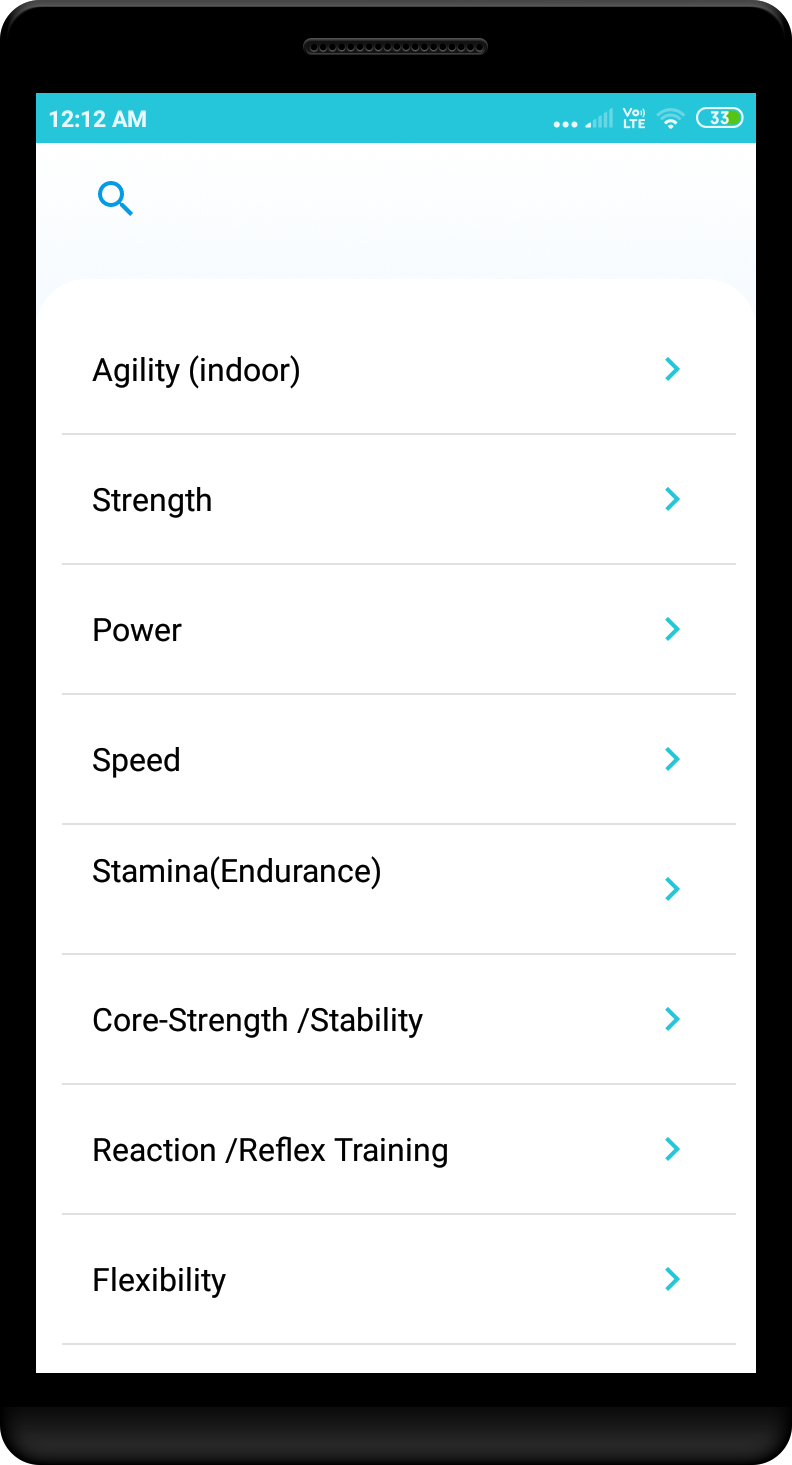 12:12 AM
Vo))
LTE
33
Agility (indoor)
Strength
Power
Speed
Stamina(Endurance)
Core-Strength /Stability
Reaction /Reflex Training
Flexibility